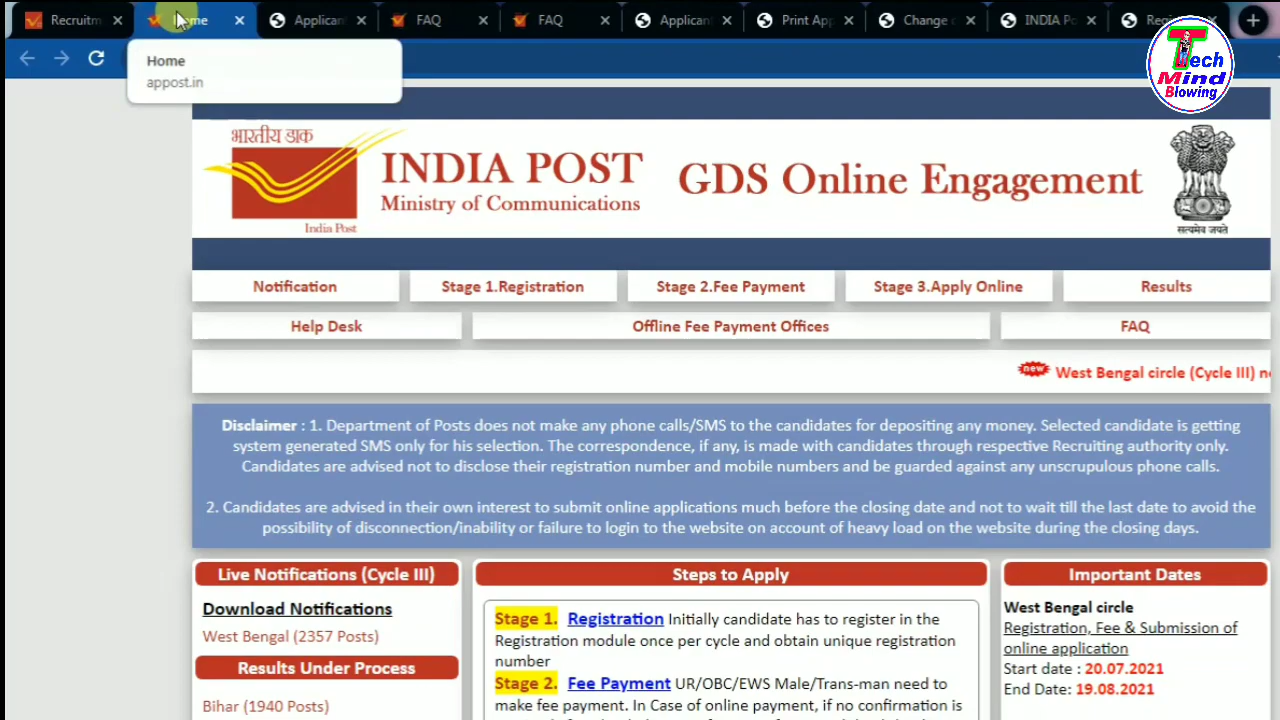 Recruitm
Home
Applican
FAQ
FAQ
Applican
Print App
Change o
INDIA Po
Reg
Tech
Mind
Blowing
Home
appost.in
भारतीय डाक
India Post
INDIA POST
Ministry of Communications
GDS Online Engagement
सत्यमेव जयते
Notification
Stage 1.Registration
Stage 2.Fee Payment
Stage 3.Apply Online
Results
Help Desk
Offline Fee Payment Offices
FAQ
new West Bengal circle (Cycle III) n
Disclaimer : 1. Department of Posts does not make any phone calls/SMS to the candidates for depositing any money. Selected candidate is getting
system generated SMS only for his selection. The correspondence, if any, is made with candidates through respective Recruiting authority only.
Candidates are advised not to disclose their registration number and mobile numbers and be guarded against any unscrupulous phone calls.
2. Candidates are advised in their own interest to submit online applications much before the closing date and not to wait till the last date to avoid the
possibility of disconnection/inability or failure to login to the website on account of heavy load on the website during the closing days.
Live Notifications (Cycle III)
Download Notifications
West Bengal (2357 Posts)
Results Under Process
Bihar (1940 Posts)
Steps to Apply
Stage 1. Registration Initially candidate has to register in the
Registration module once per cycle and obtain unique registration
number
Stage 2. Fee Payment UR/OBC/EWS Male/Trans-man need to
make fee payment. In Case of online payment, if no confirmation is
Important Dates
West Bengal circle
Registration, Fee & Submission of
online application
Start date : 20.07.2021
End Date: 19.08.2021